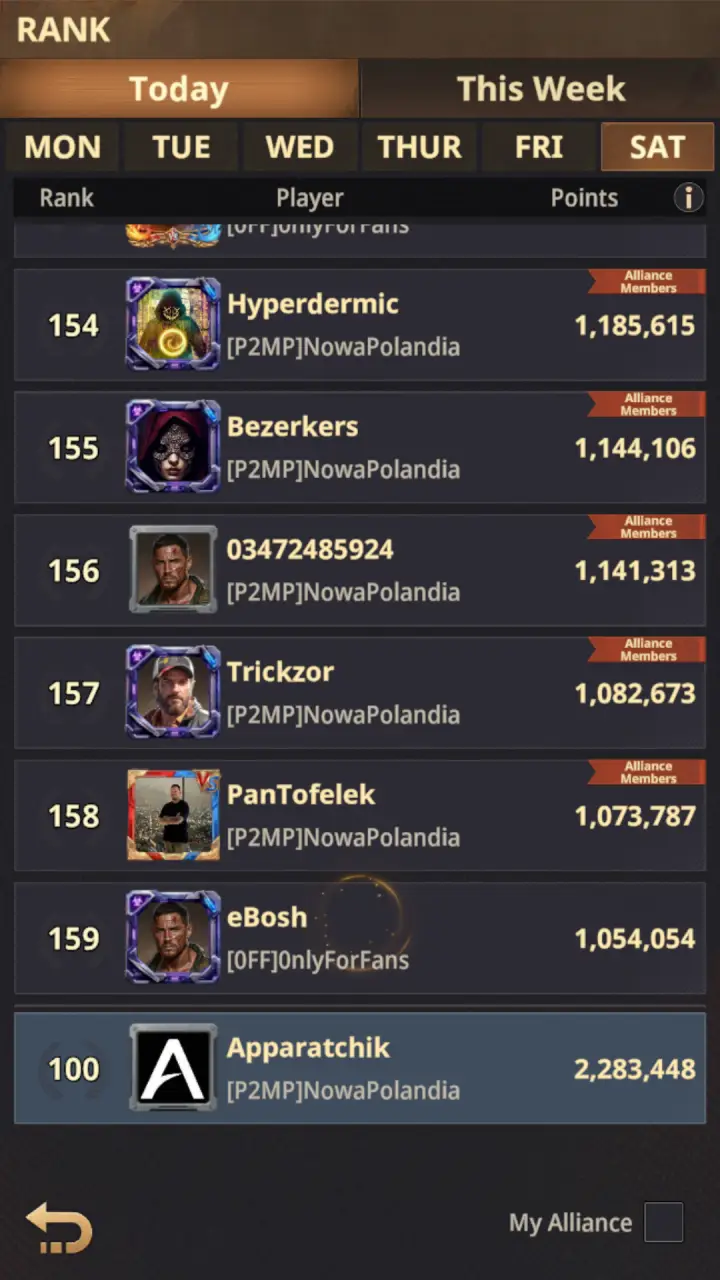 RANK
Today
This Week
MON
TUE
WED
THUR
FRI
SAT
Rank
Player
Points
[0FF]0nlyForFans
Alliance
Members
154
Hyperdermic
1,185,615
[P2MP]NowaPolandia
Alliance
Members
155
Bezerkers
1,144,106
[P2MP]NowaPolandia
Alliance
Members
156
03472485924
1,141,313
[P2MP]NowaPolandia
Alliance
Members
157
Trickzor
1,082,673
[P2MP]NowaPolandia
Alliance
Members
158
PanTofelek
1,073,787
[P2MP]NowaPolandia
159
eBosh
1,054,054
[0FF]0nlyForFans
100
Apparatchik
2,283,448
[P2MP]NowaPolandia
My Alliance